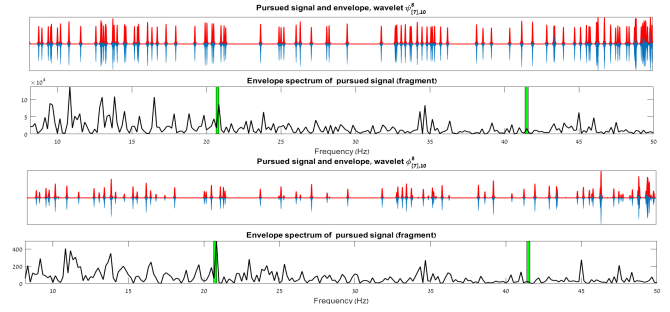 Pursued signal and envelope, wavelet ψ⁸[7],10
×10⁴
Envelope spectrum of pursued signal (fragment)
10
5
0
10 15 20 25 30 35 40 45 50
Frequency (Hz)
Pursued signal and envelope, wavelet φ⁸[7],10
Envelope spectrum of pursued signal (fragment)
400
200
0
10 15 20 25 30 35 40 45 50
Frequency (Hz)